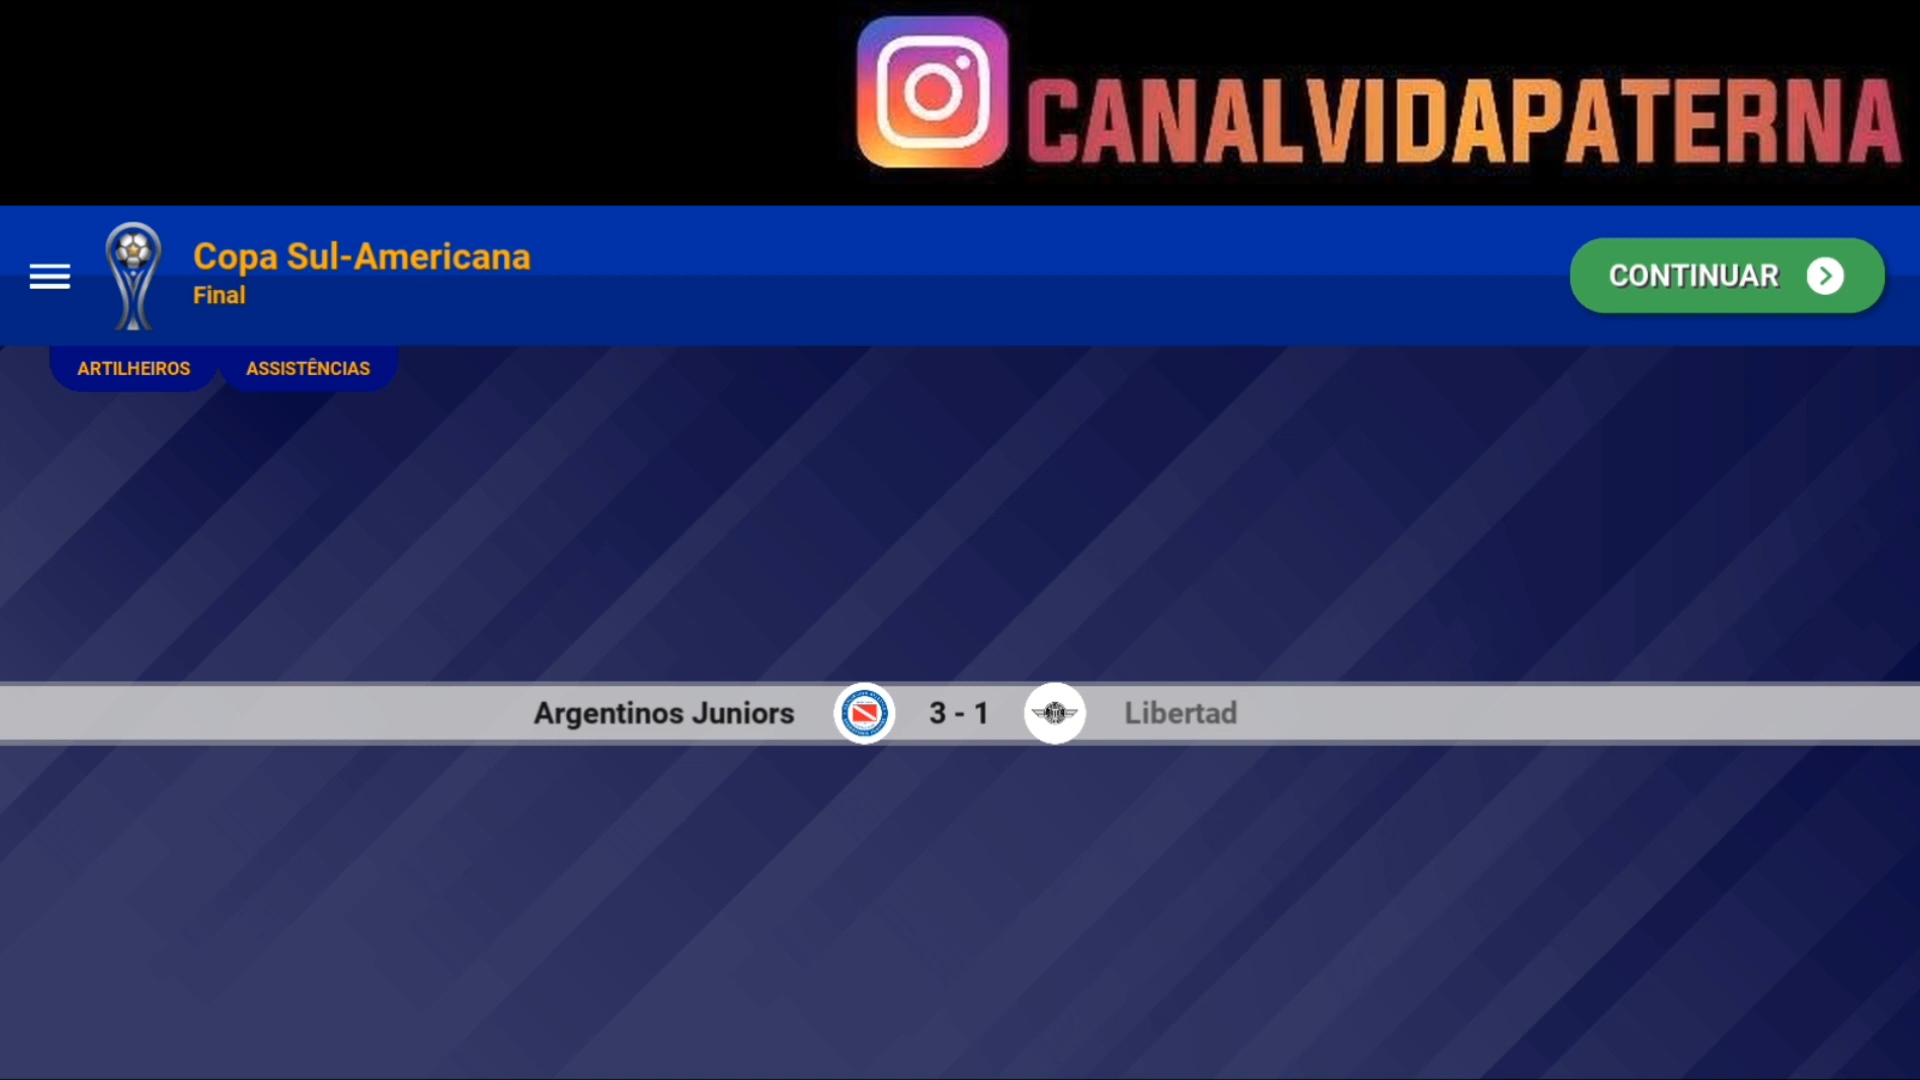 CANALVIDAPATERNA
Copa Sul-Americana
Final
CONTINUAR
ARTILHEIROS ASSISTÊNCIAS
Argentinos Juniors 3 - 1 Libertad